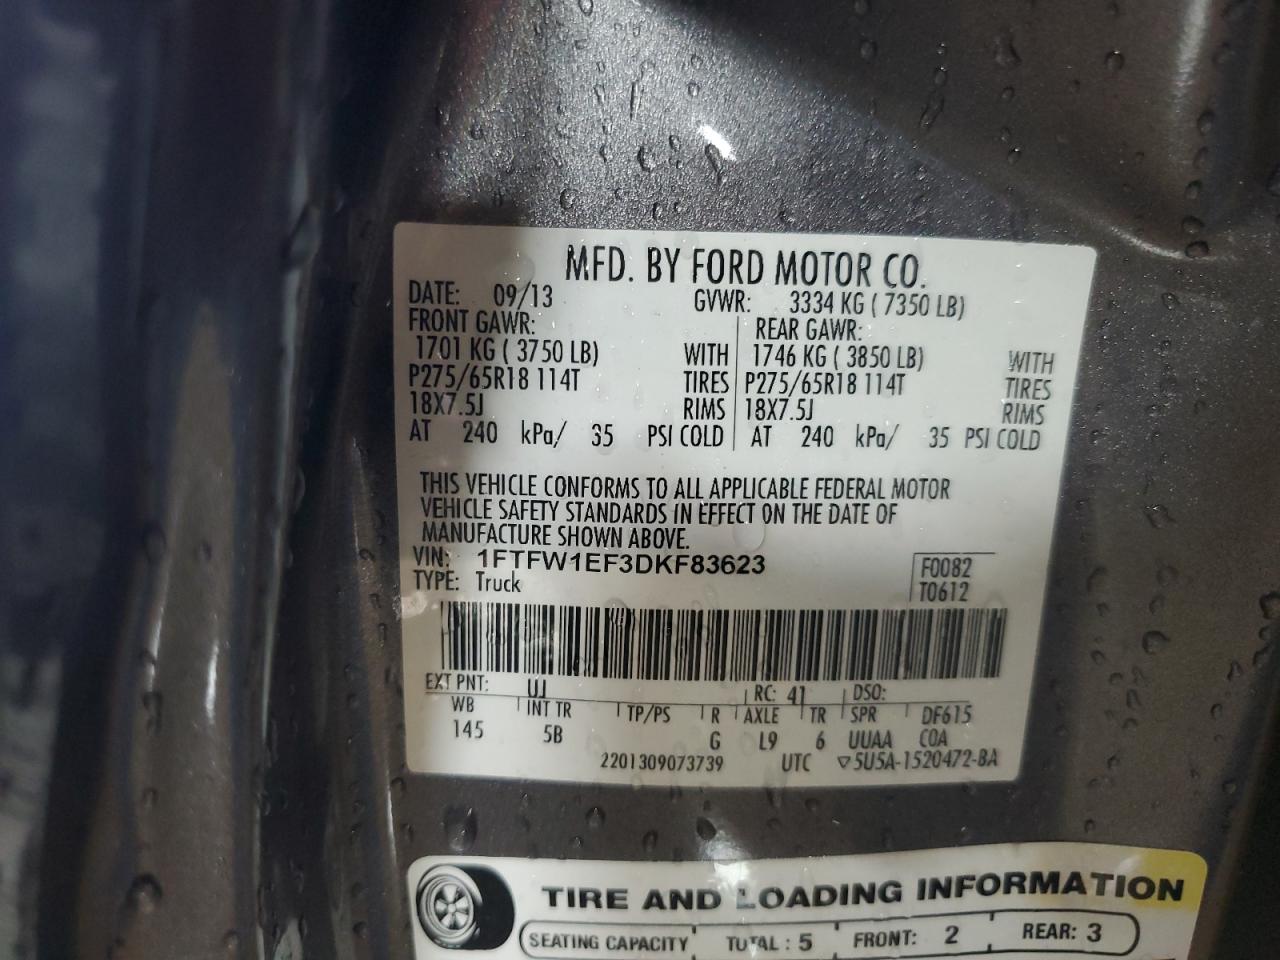 MFD. BY FORD MOTOR CO.
DATE: 09/13 GVWR: 3334 KG ( 7350 LB)
FRONT GAWR: REAR GAWR:
1701 KG ( 3750 LB) WITH 1746 KG ( 3850 LB) WITH
P275/65R18 114T TIRES P275/65R18 114T TIRES
18X7.5J RIMS 18X7.5J RIMS
AT 240 kPa/ 35 PSI COLD AT 240 kPa/ 35 PSI COLD
THIS VEHICLE CONFORMS TO ALL APPLICABLE FEDERAL MOTOR
VEHICLE SAFETY STANDARDS IN EFFECT ON THE DATE OF
MANUFACTURE SHOWN ABOVE.
VIN: 1FTFW1EF3DKF83623 F0082
TYPE: Truck T0612
EXT PNT: UJ RC: 41 DSO:
WB INT TR TP/PS R AXLE TR SPR DF615
145 5B G L9 6 UUAA COA
2201309073739 UTC ▽5U5A-1520472-BA
TIRE AND LOADING INFORMATION
SEATING CAPACITY TOTAL : 5 FRONT: 2 REAR: 3